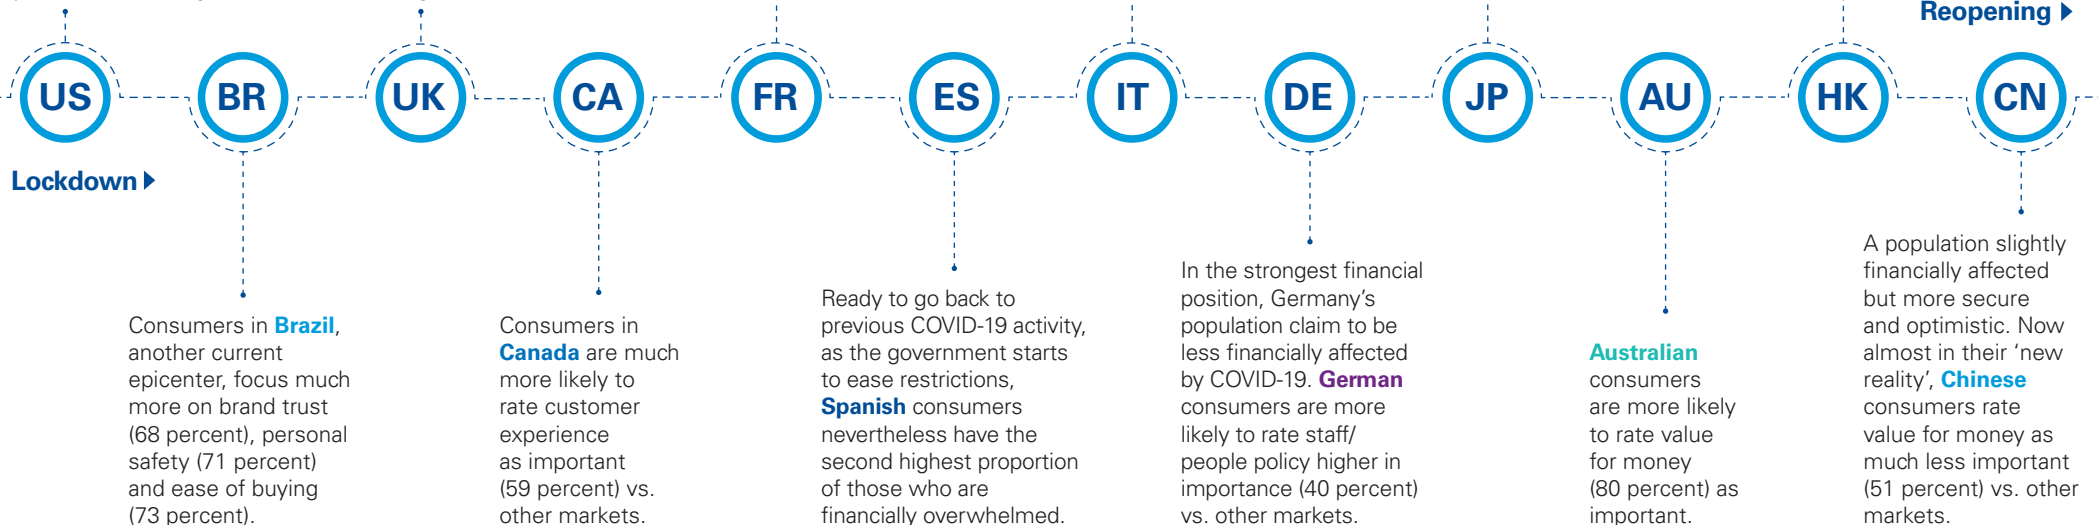 Reopening
US
BR
UK
CA
FR
ES
IT
DE
JP
AU
HK
CN
Lockdown
Consumers in Brazil,
another current
epicenter, focus much
more on brand trust
(68 percent), personal
safety (71 percent)
and ease of buying
(73 percent).
Consumers in
Canada are much
more likely to
rate customer
experience
as important
(59 percent) vs.
other markets.
Ready to go back to
previous COVID-19 activity,
as the government starts
to ease restrictions,
Spanish consumers
nevertheless have the
second highest proportion
of those who are
financially overwhelmed.
In the strongest financial
position, Germany’s
population claim to be
less financially affected
by COVID-19. German
consumers are more
likely to rate staff/
people policy higher in
importance (40 percent)
vs. other markets.
Australian
consumers
are more likely
to rate value
for money
(80 percent) as
important.
A population slightly
financially affected
but more secure
and optimistic. Now
almost in their ‘new
reality’, Chinese
consumers rate
value for money as
much less important
(51 percent) vs. other
markets.